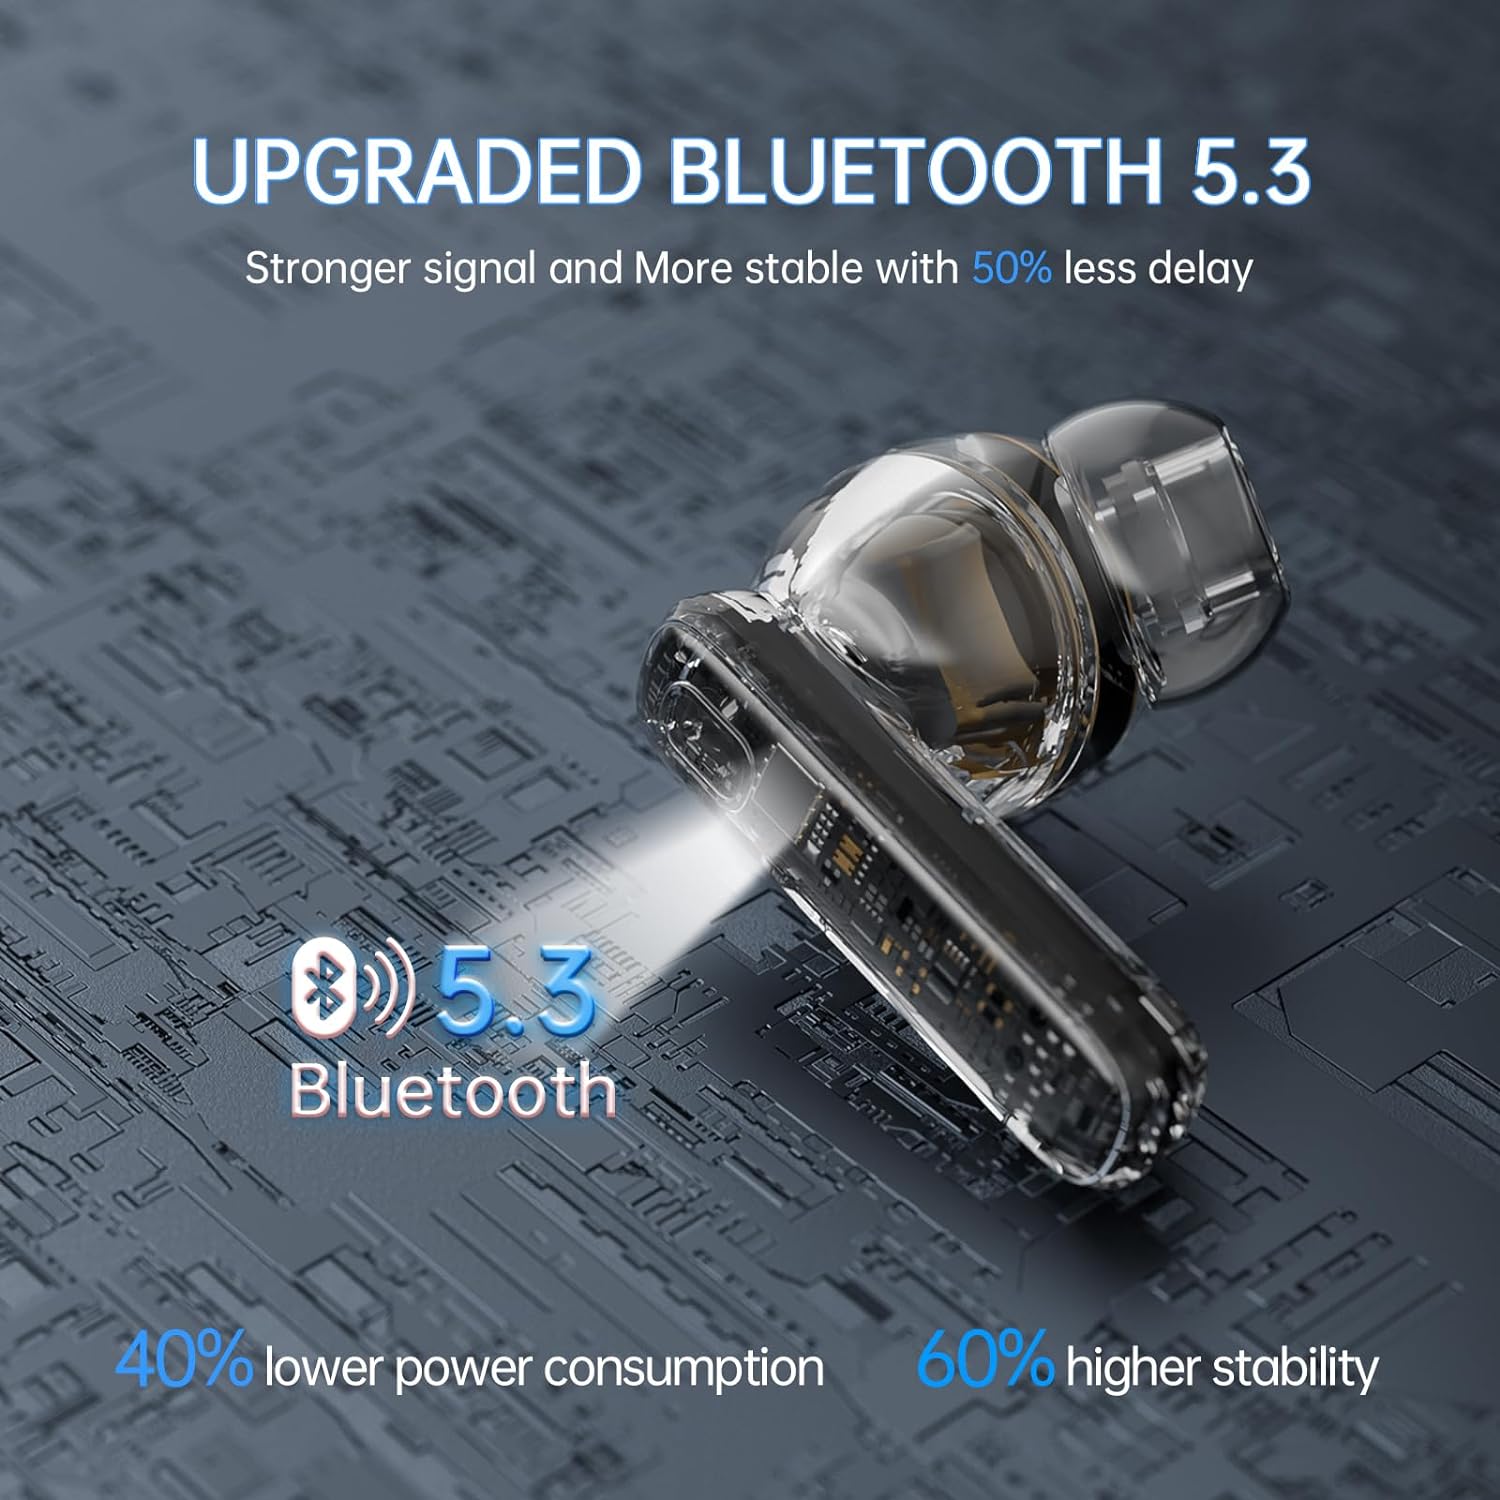 UPGRADED BLUETOOTH 5.3
Stronger signal and More stable with 50% less delay
5.3
Bluetooth
40% lower power consumption
60% higher stability